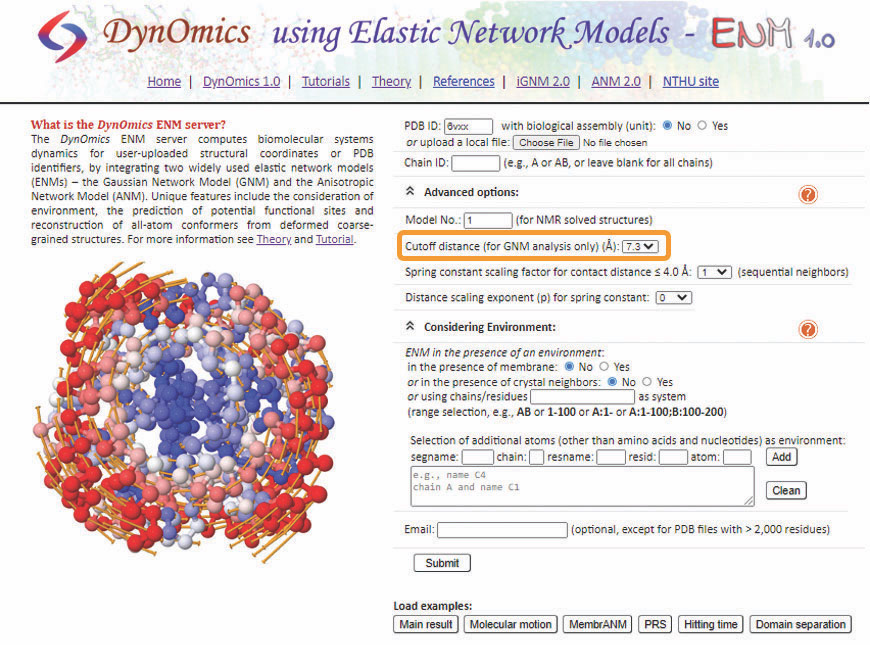 DynOmics using Elastic Network Models - ENM 1.0
Home | DynOmics 1.0 | Tutorials | Theory | References | iGNM 2.0 | ANM 2.0 | NTHU site
What is the DynOmics ENM server?
The DynOmics ENM server computes biomolecular systems
dynamics for user-uploaded structural coordinates or PDB
identifiers, by integrating two widely used elastic network models
(ENMs) – the Gaussian Network Model (GNM) and the Anisotropic
Network Model (ANM). Unique features include the consideration of
environment, the prediction of potential functional sites and
reconstruction of all-atom conformers from deformed coarse-
grained structures. For more information see Theory and Tutorial.
PDB ID: 6vxx with biological assembly (unit): No Yes
or upload a local file: Choose File No file chosen
Chain ID: (e.g., A or AB, or leave blank for all chains)
Advanced options: ?
Model No.: 1 (for NMR solved structures)
Cutoff distance (for GNM analysis only) (Å): 7.3
Spring constant scaling factor for contact distance ≤ 4.0 Å: 1 (sequential neighbors)
Distance scaling exponent (p) for spring constant: 0
Considering Environment: ?
ENM in the presence of an environment:
in the presence of membrane: No Yes
or in the presence of crystal neighbors: No Yes
or using chains/residues as system
(range selection, e.g., AB or 1-100 or A:1- or A:1-100;B:100-200)
Selection of additional atoms (other than amino acids and nucleotides) as environment:
segname: chain: resname: resid: atom: Add
e.g., name C4
chain A and name C1
Clean
Email: (optional, except for PDB files with > 2,000 residues)
Submit
Load examples:
Main result Molecular motion MembrANM PRS Hitting time Domain separation